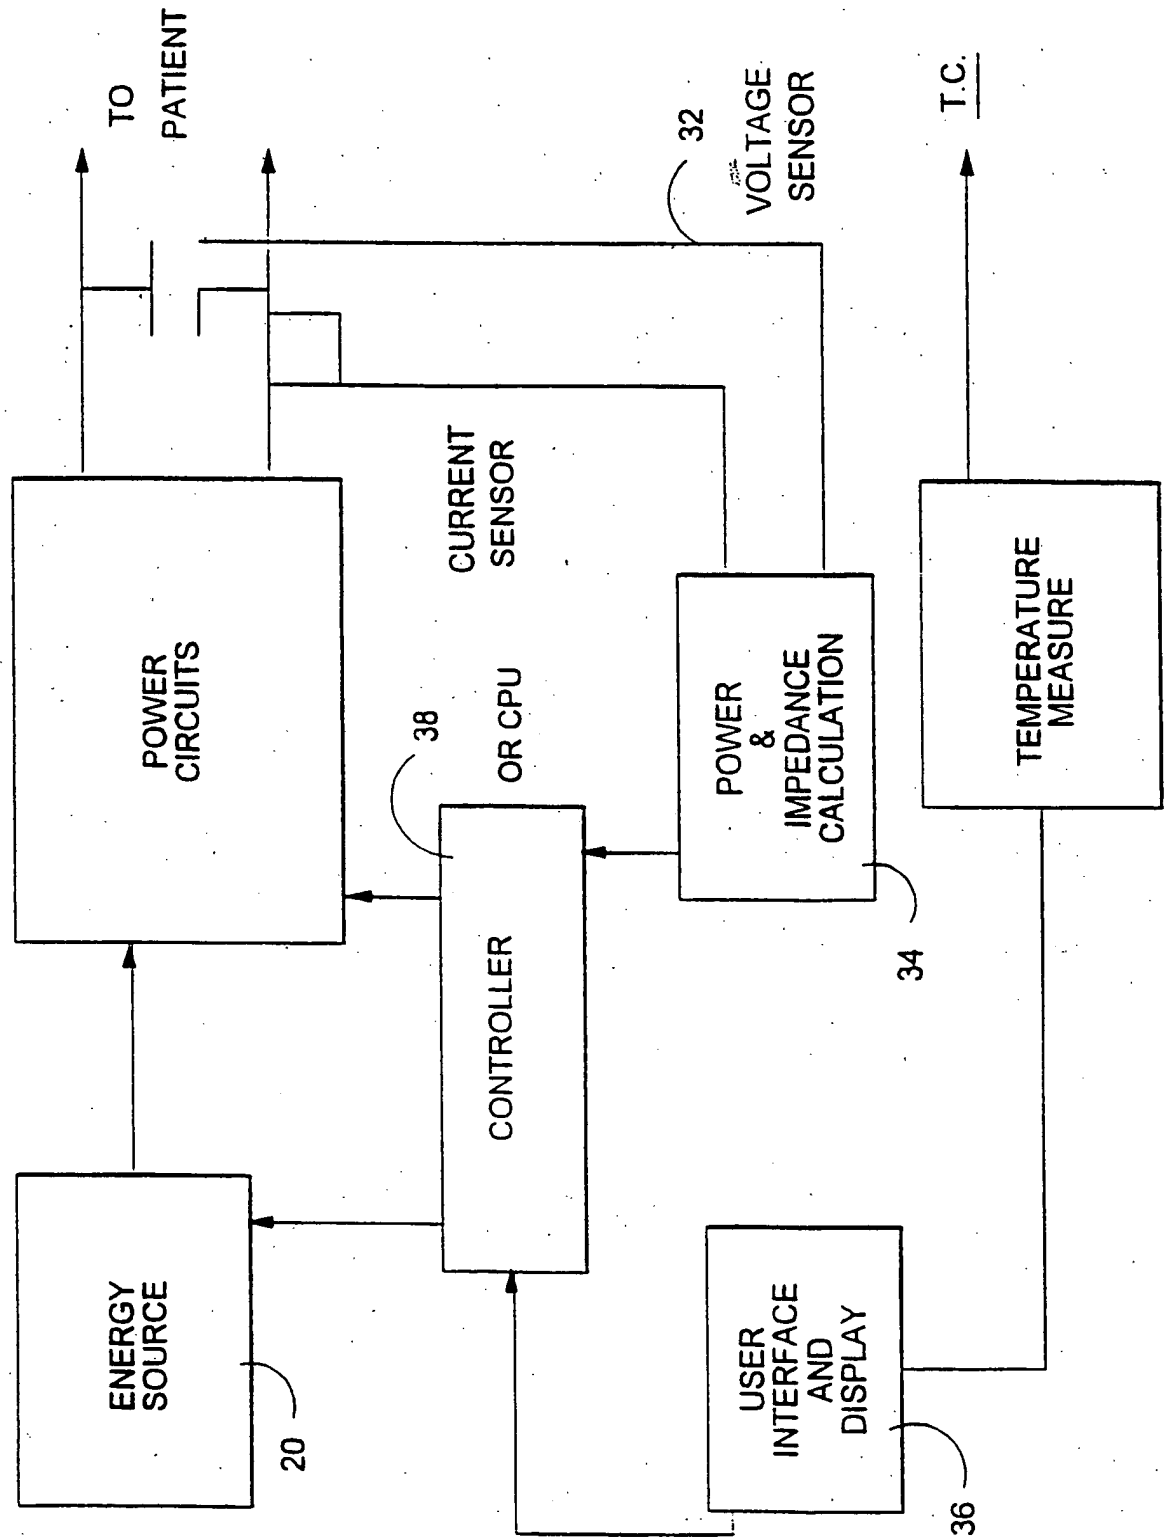 ENERGY
SOURCE
20
POWER
CIRCUITS
TO
PATIENT
CONTROLLER
38
OR CPU
CURRENT
SENSOR
32
VOLTAGE
SENSOR
USER
INTERFACE
AND
DISPLAY
36
POWER
&
IMPEDANCE
CALCULATION
34
TEMPERATURE
MEASURE
T.C.